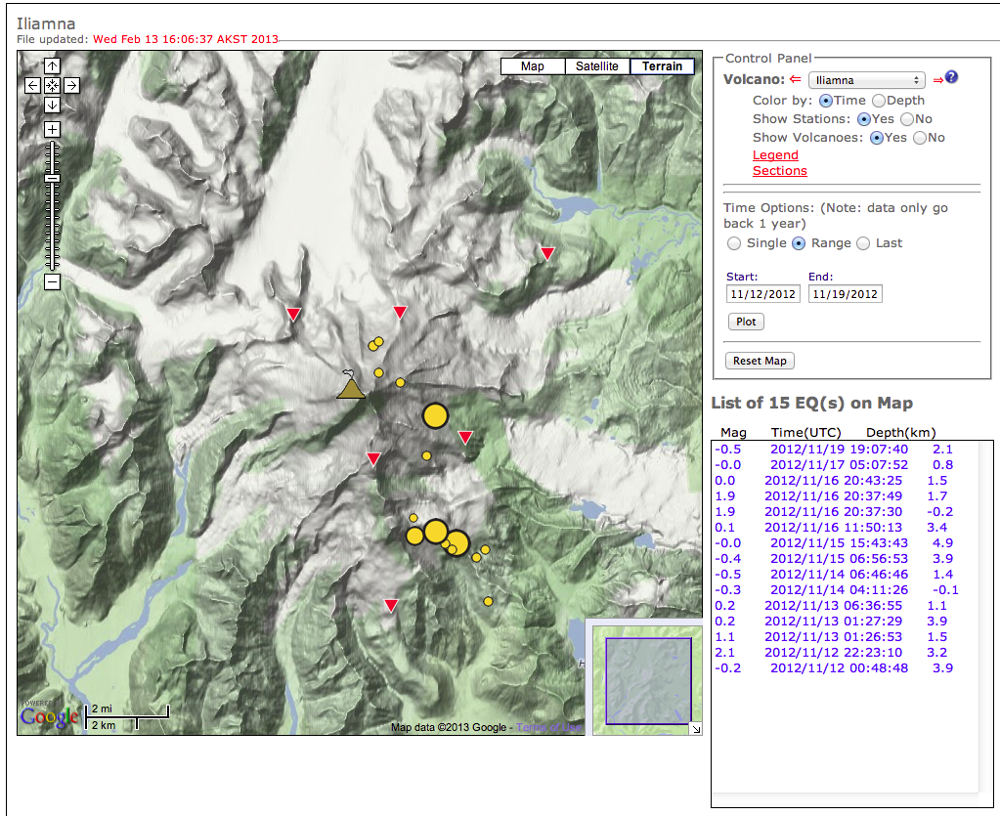 Iliamna
File updated: Wed Feb 13 16:06:37 AKST 2013
Map Satellite Terrain
POWERED
Google
2 mi
2 km
Map data ©2013 Google -
Control Panel
Volcano: ⇐ Iliamna ⇒ ?
Color by: Time Depth
Show Stations: Yes No
Show Volcanoes: Yes No
Legend
Sections
Time Options: (Note: data only go
back 1 year)
Single Range Last
Start: End:
11/12/2012 11/19/2012
Plot
Reset Map
List of 15 EQ(s) on Map
Mag Time(UTC) Depth(km)
-0.5 2012/11/19 19:07:40 2.1
-0.0 2012/11/17 05:07:52 0.8
0.0 2012/11/16 20:43:25 1.5
1.9 2012/11/16 20:37:49 1.7
1.9 2012/11/16 20:37:30 -0.2
0.1 2012/11/16 11:50:13 3.4
-0.0 2012/11/15 15:43:43 4.9
-0.4 2012/11/15 06:56:53 3.9
-0.5 2012/11/14 06:46:46 1.4
-0.3 2012/11/14 04:11:26 -0.1
0.2 2012/11/13 06:36:55 1.1
0.2 2012/11/13 01:27:29 3.9
1.1 2012/11/13 01:26:53 1.5
2.1 2012/11/12 22:23:10 3.2
-0.2 2012/11/12 00:48:48 3.9